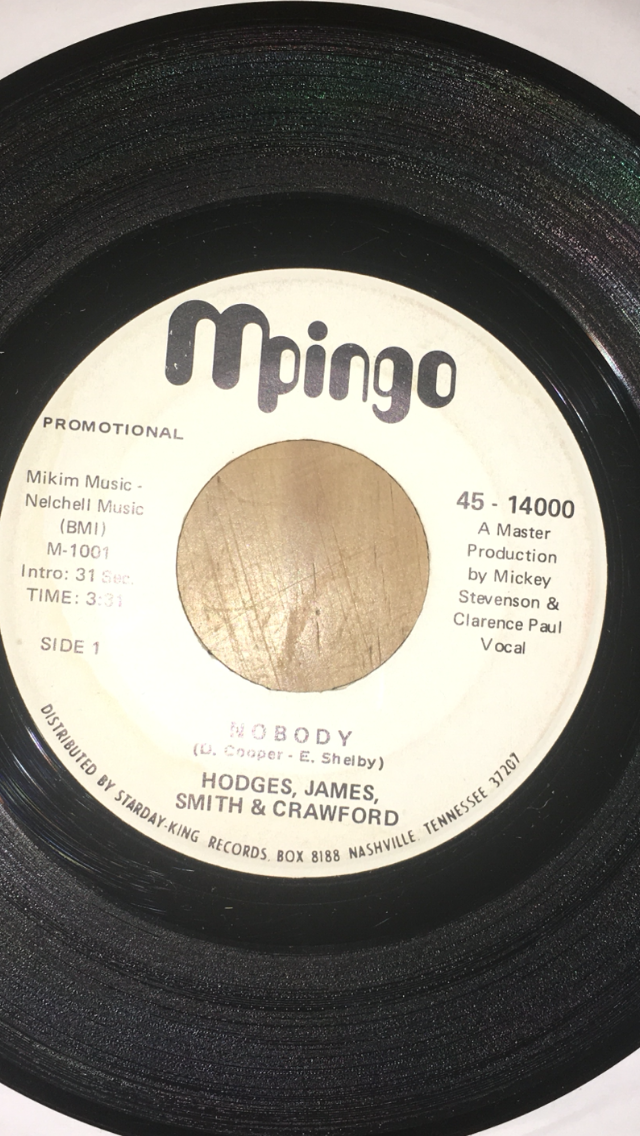 mpingo
PROMOTIONAL
Mikim Music -
Nelchell Music
(BMI)
M-1001
Intro: 31 Sec.
TIME: 3:31
SIDE 1
45 - 14000
A Master
Production
by Mickey
Stevenson &
Clarence Paul
Vocal
NOBODY
(D. Cooper - E. Shelby)
HODGES, JAMES,
SMITH & CRAWFORD
DISTRIBUTED BY STARDAY-KING RECORDS. BOX 8188 NASHVILLE, TENNESSEE 37207